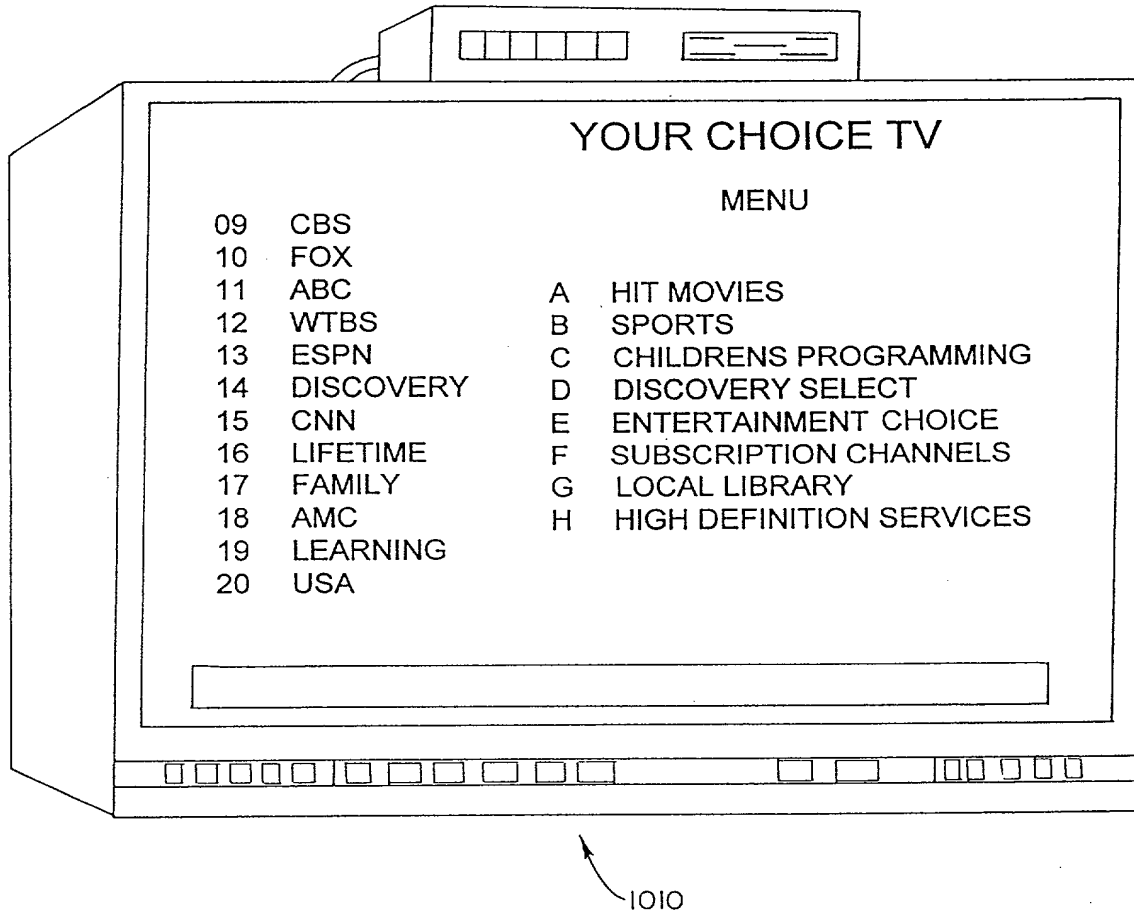 YOUR CHOICE TV
MENU
09 CBS
10 FOX
11 ABC
12 WTBS
13 ESPN
14 DISCOVERY
15 CNN
16 LIFETIME
17 FAMILY
18 AMC
19 LEARNING
20 USA
A HIT MOVIES
B SPORTS
C CHILDRENS PROGRAMMING
D DISCOVERY SELECT
E ENTERTAINMENT CHOICE
F SUBSCRIPTION CHANNELS
G LOCAL LIBRARY
H HIGH DEFINITION SERVICES
1010